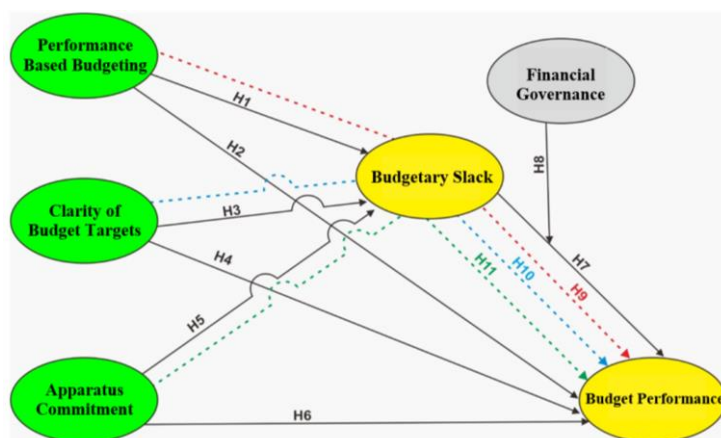 Performance
Based Budgeting
Financial
Governance
H1
H2
H8
Budgetary Slack
Clarity of
Budget Targets
H3
H4
H7
H10
H11
H9
H5
Apparatus
Commitment
H6
Budget Performance